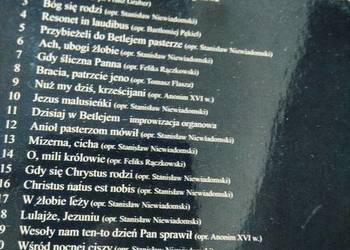 3 Bóg się rodzi (opr. Stanisław Niewiadomski)
4 Resonet in laudibus (opr. Bartłomiej Pękiel)
5 Przybieżeli do Betlejem pasterze (opr. Stanisław Niewiadomski)
6 Ach, ubogi żłobie (opr. Stanisław Niewiadomski)
7 Gdy śliczna Panna (opr. Feliks Rączkowski)
8 Bracia, patrzcie jeno (opr. Tomasz Flasza)
9 Nuż my dziś, krześcijani (opr. Anonim XVI w.)
10 Jezus malusieńki (opr. Stanisław Niewiadomski)
11 Dzisiaj w Betlejem – improwizacja organowa
12 Anioł pasterzom mówił (opr. Stanisław Niewiadomski)
13 Mizerna, cicha (opr. Stanisław Niewiadomski)
14 O, mili królowie (opr. Feliks Rączkowski)
15 Gdy się Chrystus rodzi (opr. Stanisław Niewiadomski)
16 Christus natus est nobis (opr. Stanisław Niewiadomski)
17 W żłobie leży (opr. Stanisław Niewiadomski)
8 Lulajże, Jezuniu (opr. Stanisław Niewiadomski)
9 Wesoły nam ten-to dzień Pan sprawił (opr. Anonim XVI w.)
0 Wśród nocnej ciszy (opr. Stanisław Niewiadomski)